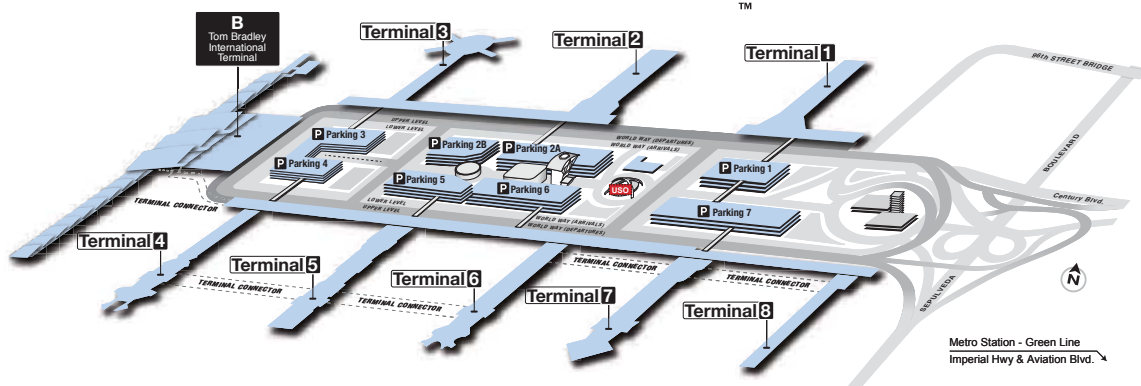 ™
B
Tom Bradley
International
Terminal
Terminal 3
Terminal 2
Terminal 1
96th STREET BRIDGE
UPPER LEVEL
LOWER LEVEL
P Parking 3
P Parking 4
P Parking 2B
P Parking 2A
WORLD WAY (DEPARTURES)
WORLD WAY (ARRIVALS)
P Parking 1
BOULEVARD
P Parking 5
P Parking 6
USO
P Parking 7
Century Blvd.
TERMINAL CONNECTOR
LOWER LEVEL
UPPER LEVEL
WORLD WAY (ARRIVALS)
WORLD WAY (DEPARTURES)
Terminal 4
Terminal 5
Terminal 6
Terminal 7
Terminal 8
TERMINAL CONNECTOR
TERMINAL CONNECTOR
TERMINAL CONNECTOR
TERMINAL CONNECTOR
SEPULVEDA
N
Metro Station - Green Line
Imperial Hwy & Aviation Blvd.